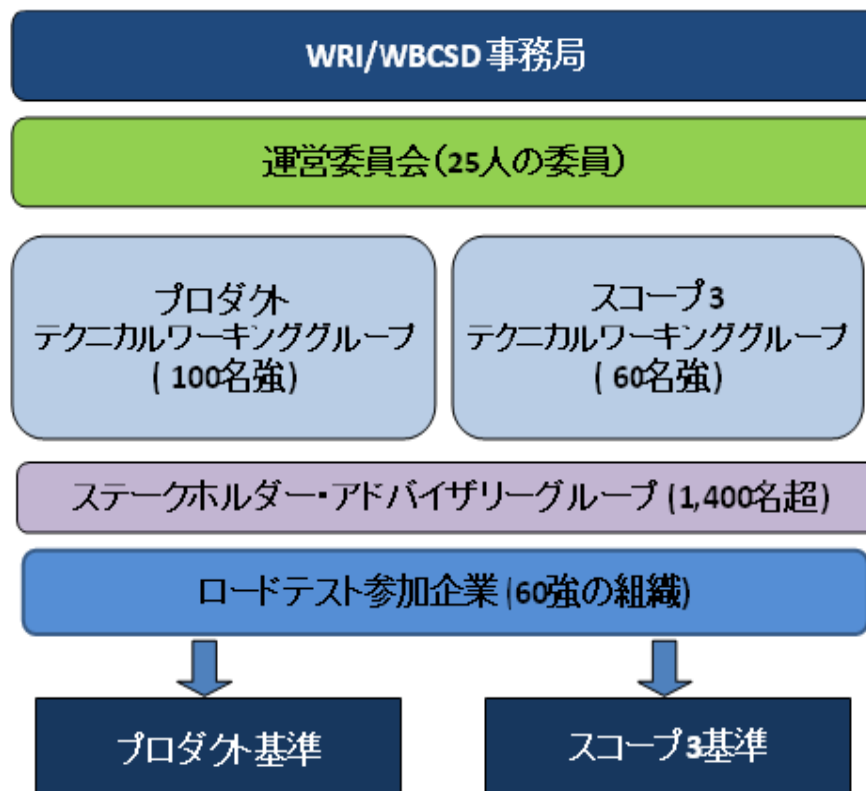 WRI/WBCSD 事務局
運営委員会(25人の委員)
プロダクト
テクニカルワーキンググループ
( 100名強)
スコープ 3
テクニカルワーキンググループ
( 60名強)
ステークホルダー・アドバイザリーグループ (1,400名超)
ロードテスト参加企業 (60強の組織)
プロダクト基準
スコープ3基準